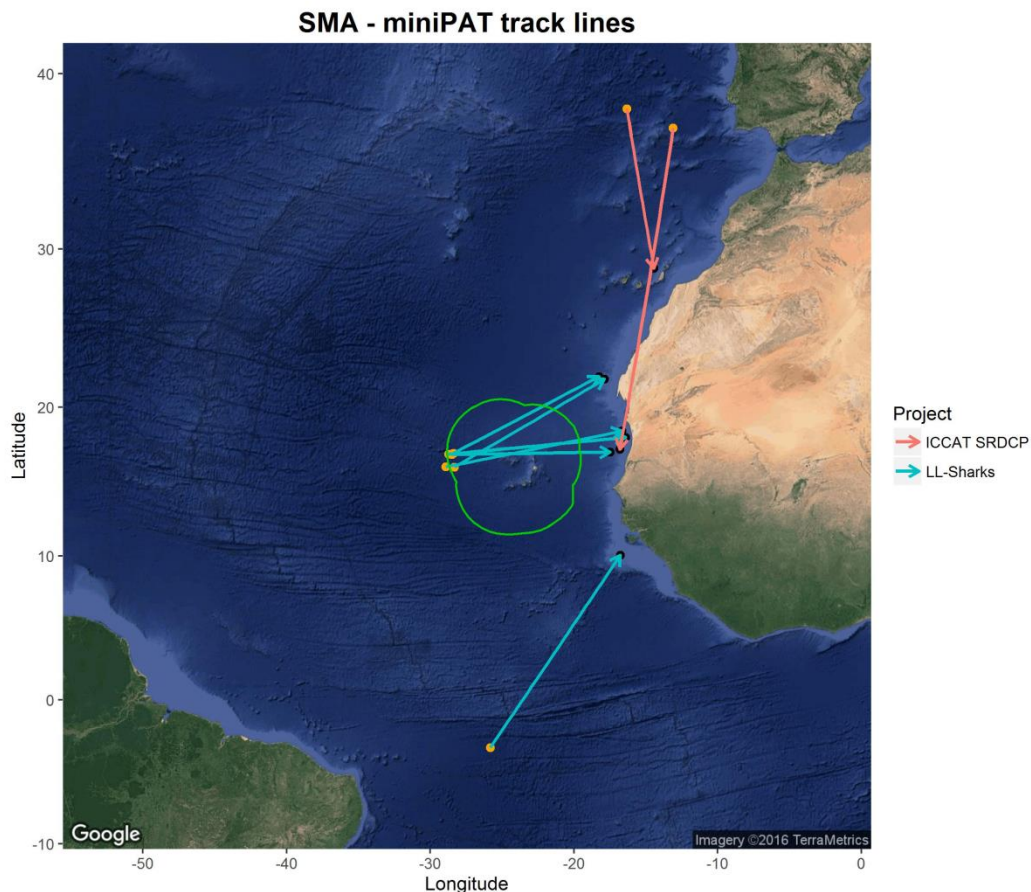 SMA - miniPAT track lines
40
30
20
10
0
-10
Latitude
-50
-40
-30
-20
-10
0
Longitude
Project
ICCAT SRDCP
LL-Sharks
Google
Imagery ©2016 TerraMetrics